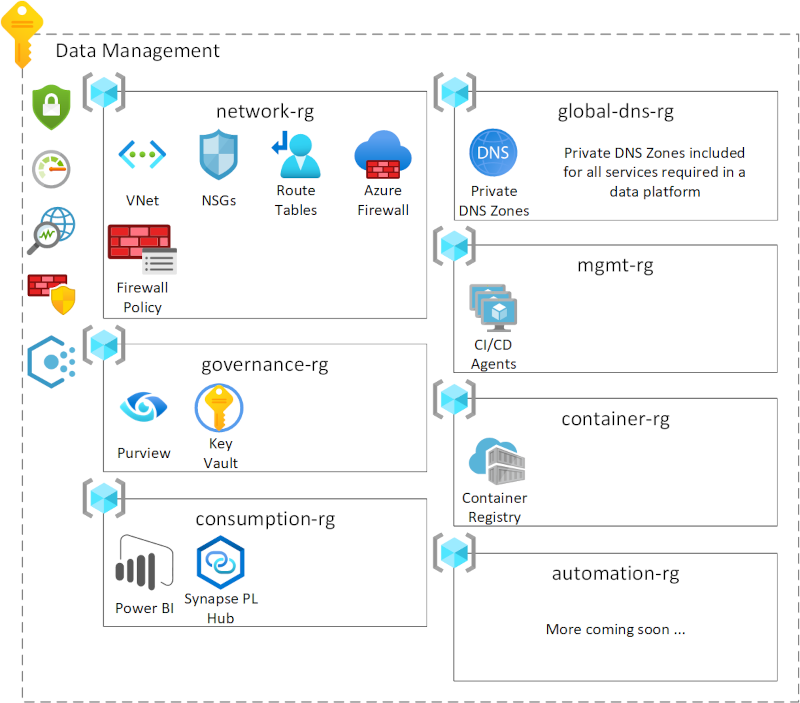 Data Management
network-rg
VNet
NSGs
Route
Tables
Azure
Firewall
Firewall
Policy
governance-rg
Purview
Key
Vault
consumption-rg
Power BI
Synapse PL
Hub
global-dns-rg
DNS
Private
DNS Zones
Private DNS Zones included
for all services required in a
data platform
mgmt-rg
CI/CD
Agents
container-rg
Container
Registry
automation-rg
More coming soon ...